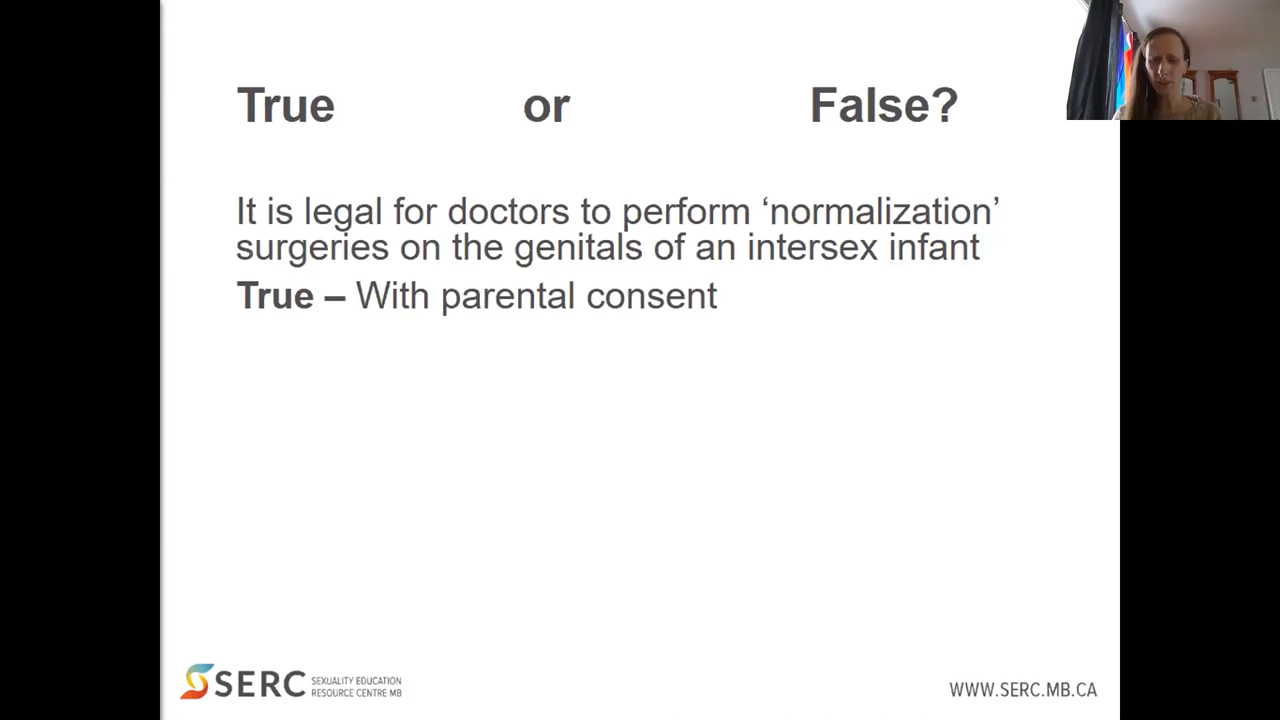 True or False?
It is legal for doctors to perform ‘normalization’
surgeries on the genitals of an intersex infant
True – With parental consent
SERC SEXUALITY EDUCATION
RESOURCE CENTRE MB
WWW.SERC.MB.CA